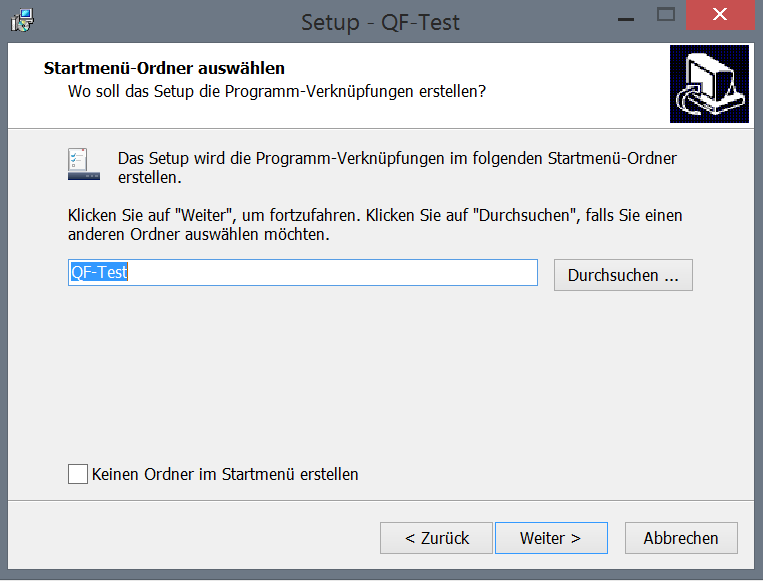 Setup - QF-Test
Startmenü-Ordner auswählen
Wo soll das Setup die Programm-Verknüpfungen erstellen?
Das Setup wird die Programm-Verknüpfungen im folgenden Startmenü-Ordner
erstellen.
Klicken Sie auf "Weiter", um fortzufahren. Klicken Sie auf "Durchsuchen", falls Sie einen
anderen Ordner auswählen möchten.
QF-Test
Durchsuchen ...
Keinen Ordner im Startmenü erstellen
< Zurück
Weiter >
Abbrechen